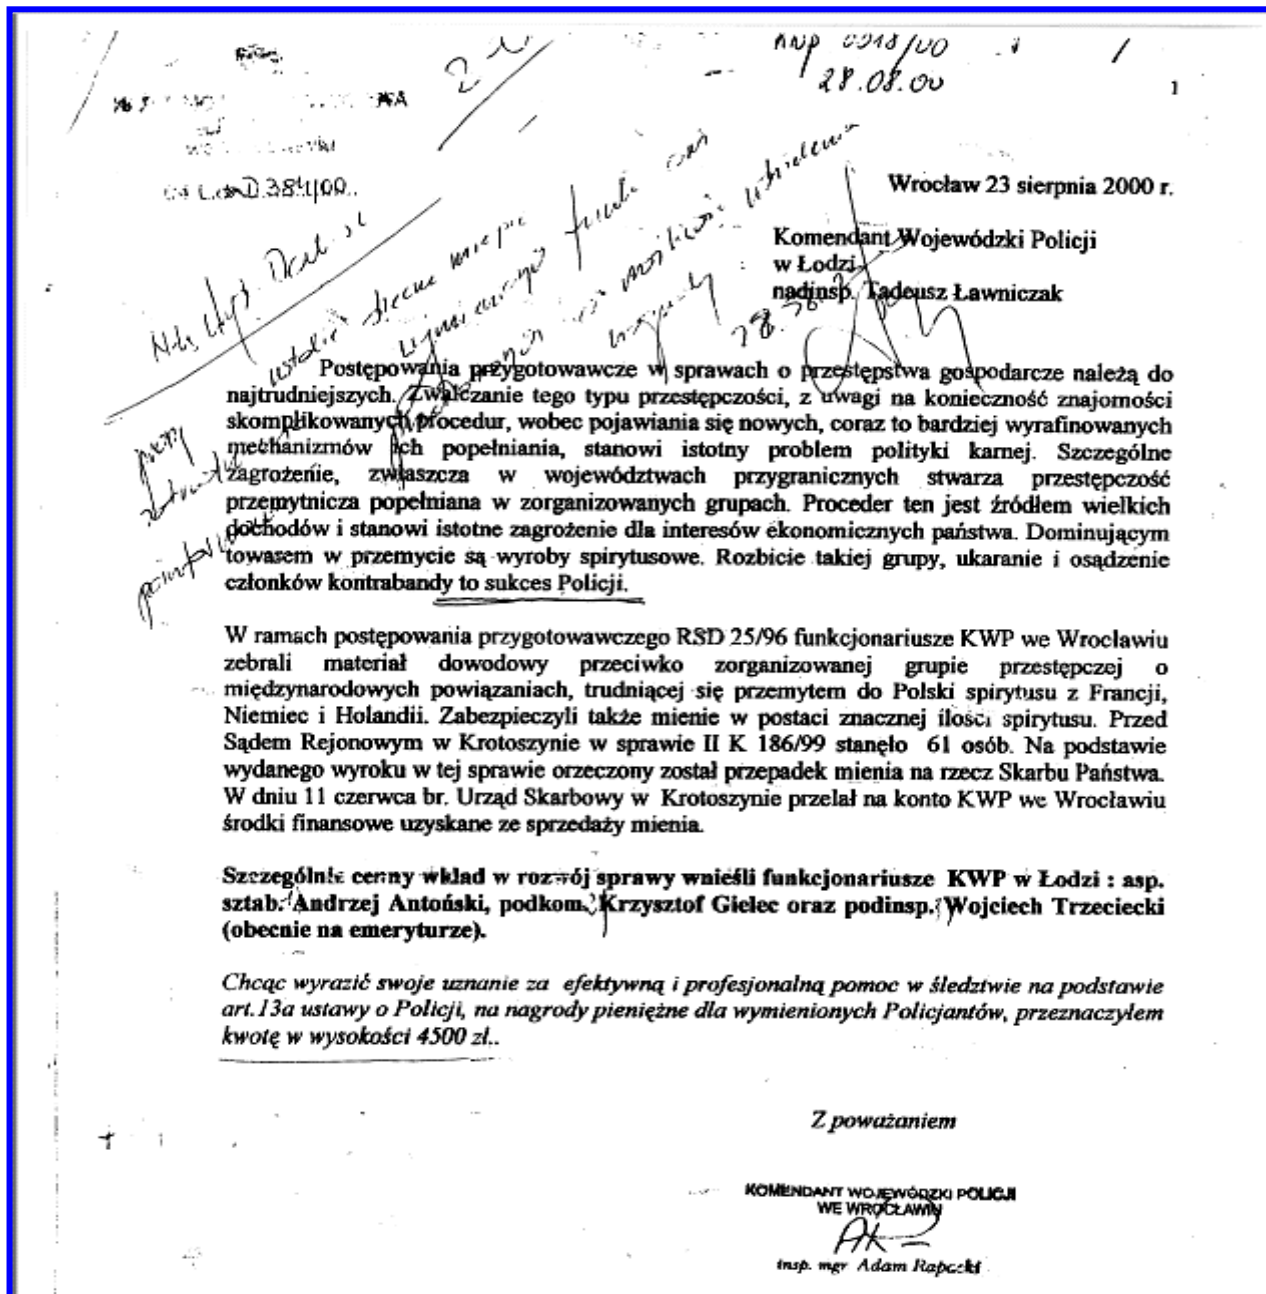 KNP 0018/00
28.08.00
1
L.dz. D.384/00..
Wrocław 23 sierpnia 2000 r.
Komendant Wojewódzki Policji
w Łodzi
nadinsp. Tadeusz Ławniczak
Postępowania przygotowawcze w sprawach o przestępstwa gospodarcze należą do
najtrudniejszych. Zwalczanie tego typu przestępczości, z uwagi na konieczność znajomości
skomplikowanych procedur, wobec pojawiania się nowych, coraz to bardziej wyrafinowanych
mechanizmów ich popełniania, stanowi istotny problem polityki karnej. Szczególne
zagrożenie, zwłaszcza w województwach przygranicznych stwarza przestępczość
przemytnicza popełniana w zorganizowanych grupach. Proceder ten jest źródłem wielkich
dochodów i stanowi istotne zagrożenie dla interesów ekonomicznych państwa. Dominującym
towarem w przemycie są wyroby spirytusowe. Rozbicie takiej grupy, ukaranie i osądzenie
członków kontrabandy to sukces Policji.
W ramach postępowania przygotowawczego RSD 25/96 funkcjonariusze KWP we Wrocławiu
zebrali materiał dowodowy przeciwko zorganizowanej grupie przestępczej o
międzynarodowych powiązaniach, trudniącej się przemytem do Polski spirytusu z Francji,
Niemiec i Holandii. Zabezpieczyli także mienie w postaci znacznej ilości spirytusu. Przed
Sądem Rejonowym w Krotoszynie w sprawie II K 186/99 stanęło 61 osób. Na podstawie
wydanego wyroku w tej sprawie orzeczony został przepadek mienia na rzecz Skarbu Państwa.
W dniu 11 czerwca br. Urząd Skarbowy w Krotoszynie przelał na konto KWP we Wrocławiu
środki finansowe uzyskane ze sprzedaży mienia.
Szczególnie cenny wkład w rozwój sprawy wnieśli funkcjonariusze KWP w Łodzi : asp.
sztab. Andrzej Antoński, podkom. Krzysztof Gielec oraz podinsp. Wojciech Trzeciecki
(obecnie na emeryturze).
Chcąc wyrazić swoje uznanie za efektywną i profesjonalną pomoc w śledztwie na podstawie
art.13a ustawy o Policji, na nagrody pieniężne dla wymienionych Policjantów, przeznaczyłem
kwotę w wysokości 4500 zł..
Z poważaniem
KOMENDANT WOJEWÓDZKI POLICJI
WE WROCŁAWIU
insp. mgr Adam Rapacki